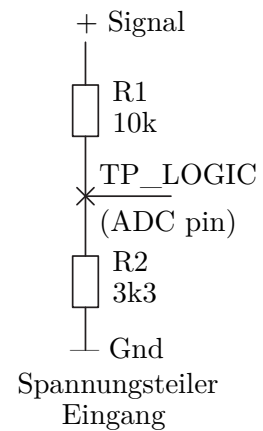 + Signal
R1
10k
TP_LOGIC
(ADC pin)
R2
3k3
Gnd
Spannungsteiler
Eingang